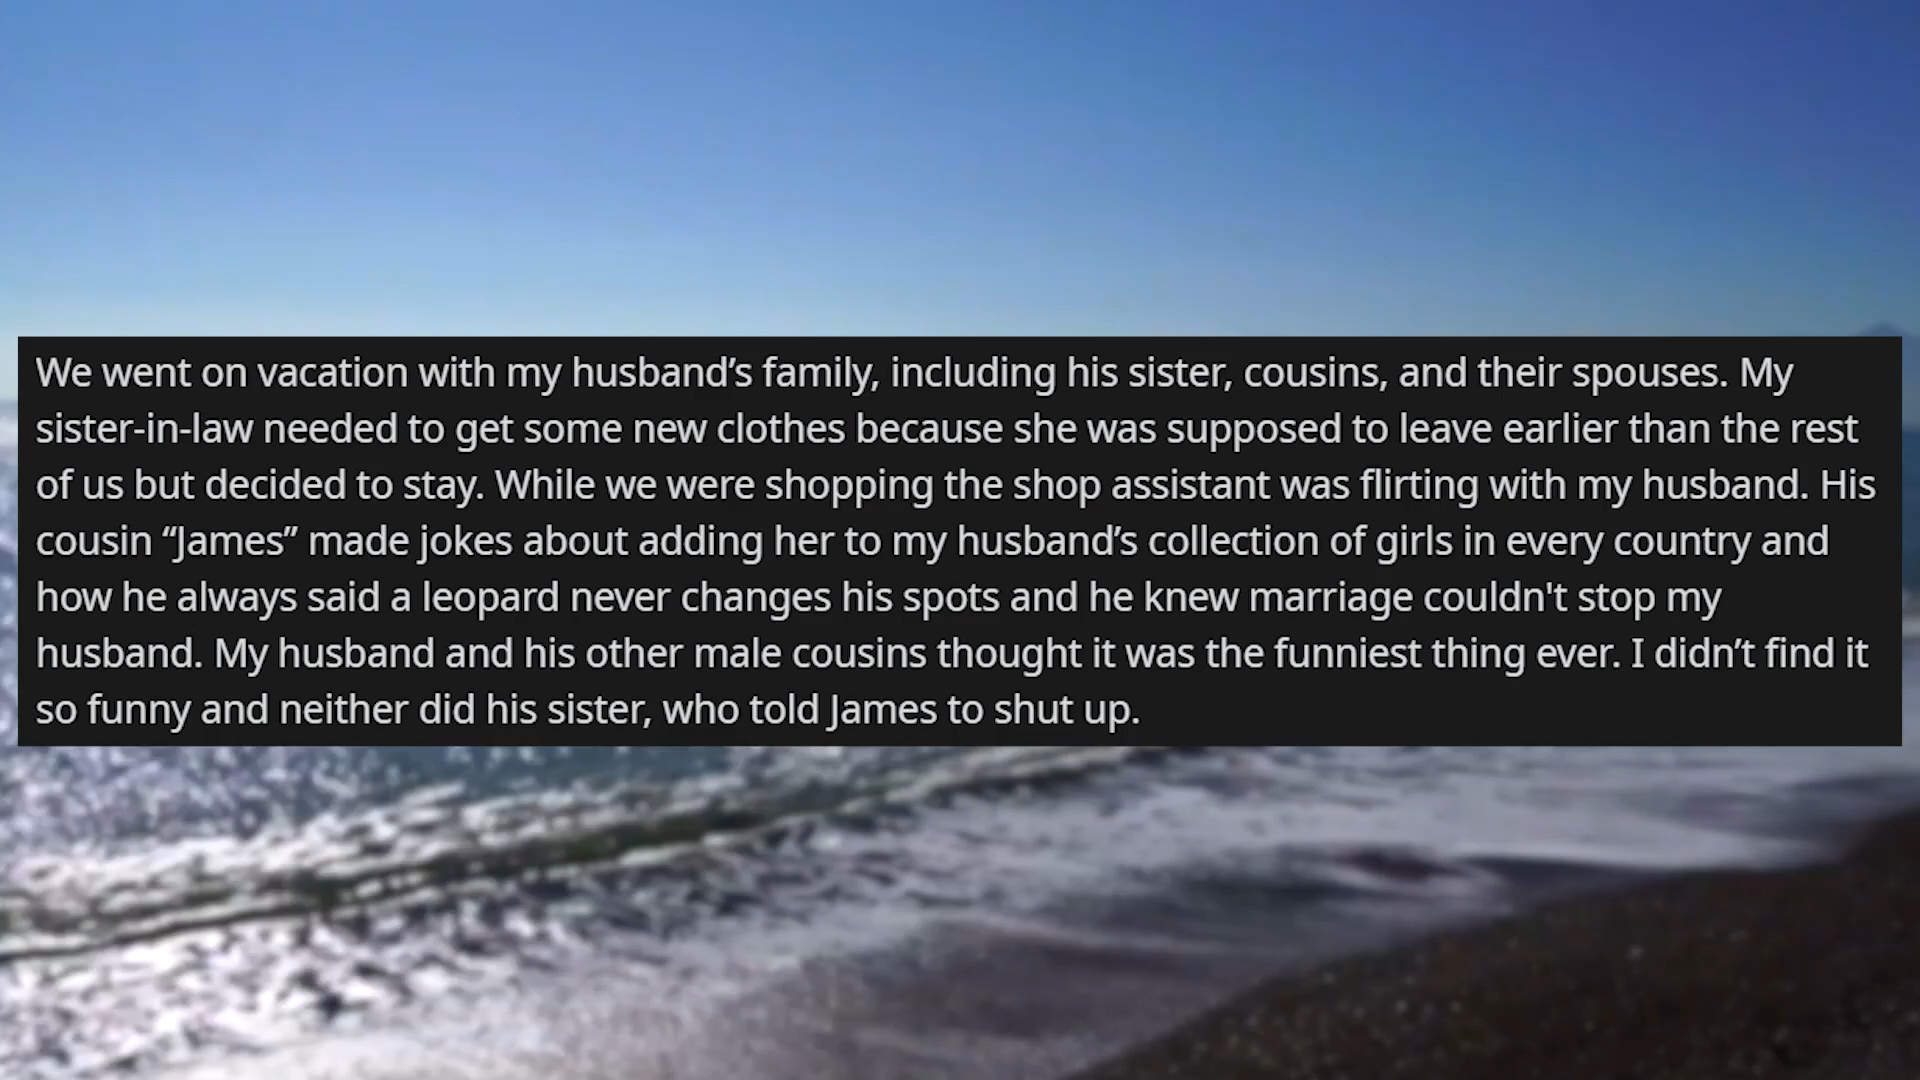 We went on vacation with my husband’s family, including his sister, cousins, and their spouses. My
sister-in-law needed to get some new clothes because she was supposed to leave earlier than the rest
of us but decided to stay. While we were shopping the shop assistant was flirting with my husband. His
cousin “James” made jokes about adding her to my husband’s collection of girls in every country and
how he always said a leopard never changes his spots and he knew marriage couldn't stop my
husband. My husband and his other male cousins thought it was the funniest thing ever. I didn’t find it
so funny and neither did his sister, who told James to shut up.